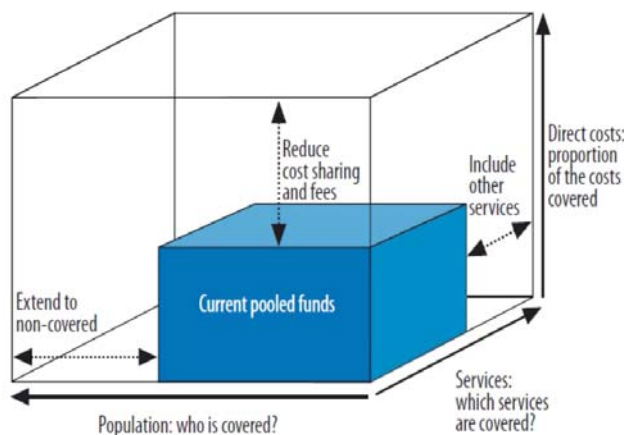 Reduce
cost sharing
and fees
Include
other
services
Direct costs:
proportion
of the costs
covered
Extend to
non-covered
Current pooled funds
Population: who is covered?
Services:
which services
are covered?